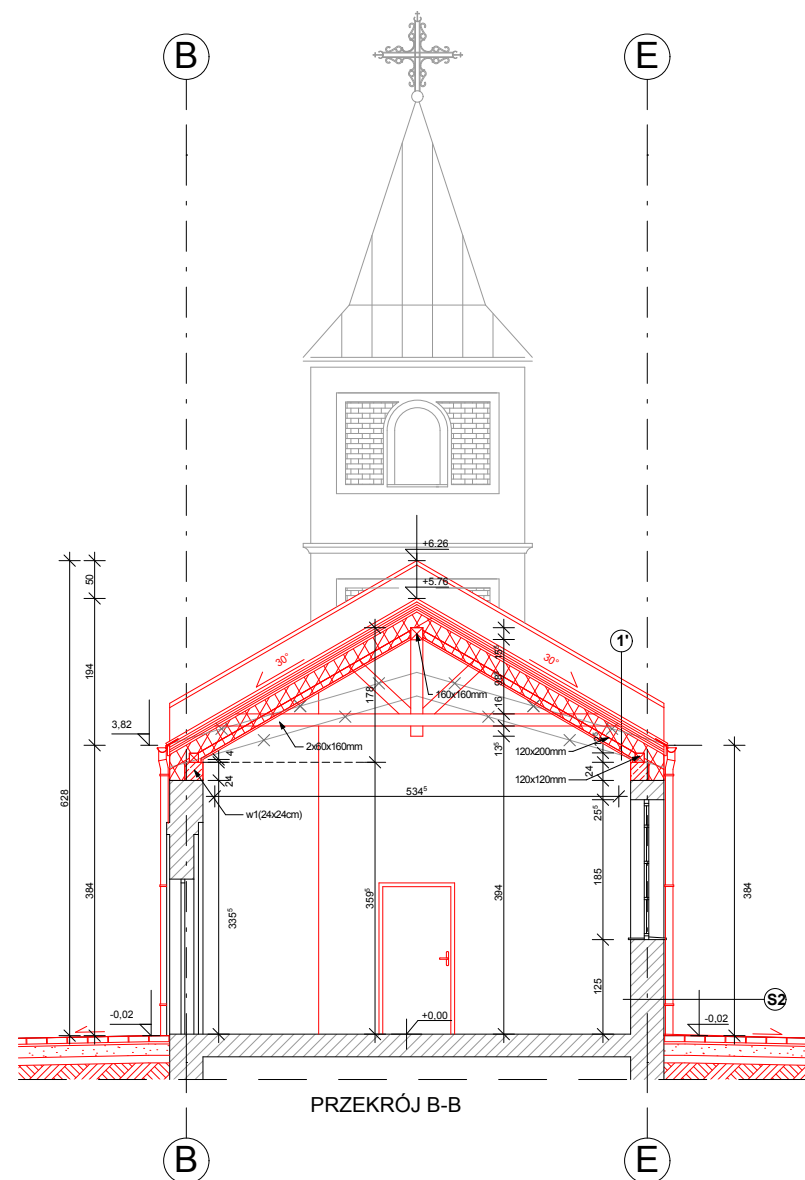 B
E
+6.26
50
+5.76
1'
30°
30°
194
178
98
16
160x160mm
3,82
2x60x160mm
13⁵
120x200mm
4
24
120x120mm
24
534⁵
w1(24x24cm)
25⁵
628
384
335⁵
359⁵
394
185
384
125
S2
-0,02
+0,00
-0,02
PRZEKRÓJ B-B
B
E